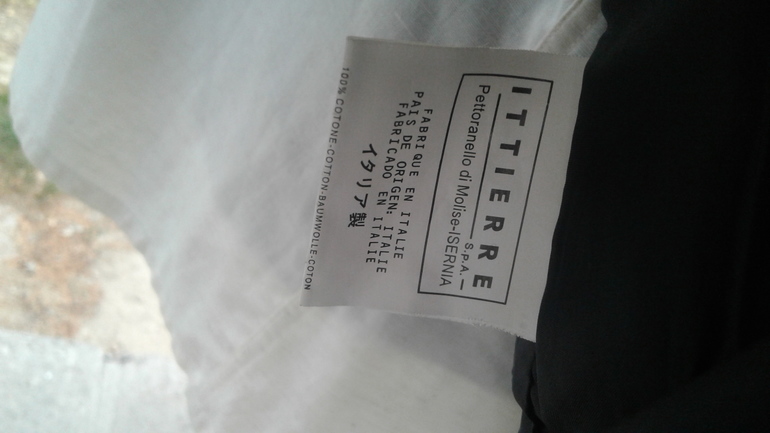 ITTIERRE
S.p.A.
Pettoranello di Molise-ISERNIA
FABRIQUE EN ITALIE
PAIS DE ORIGEN: ITALIE
FABRICADO EN ITALIE
イタリア製
100% COTONE-COTTON-BAUMWOLLE-COTON